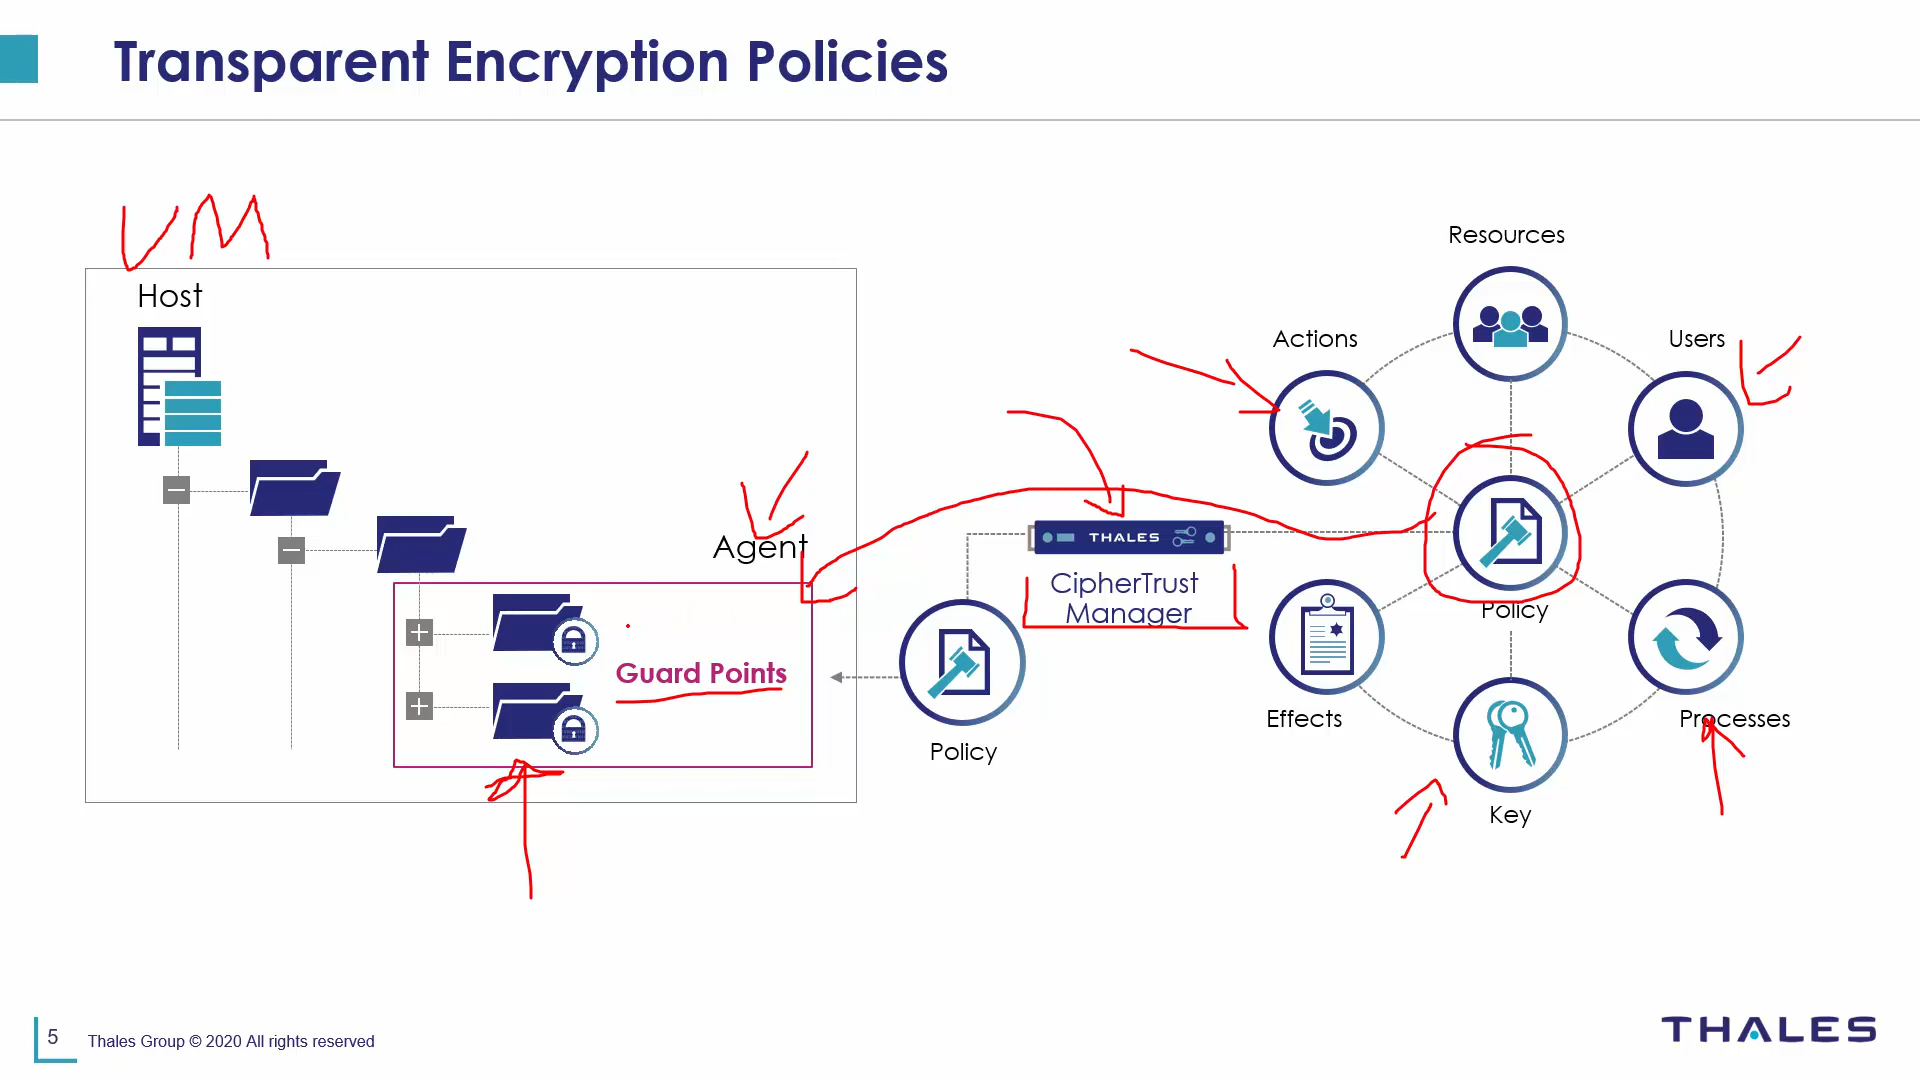 Transparent Encryption Policies
VM
Host
Agent
Guard Points
Policy
THALES
CipherTrust
Manager
Resources
Actions
Users
Policy
Effects
Processes
Key
5
Thales Group © 2020 All rights reserved
THALES